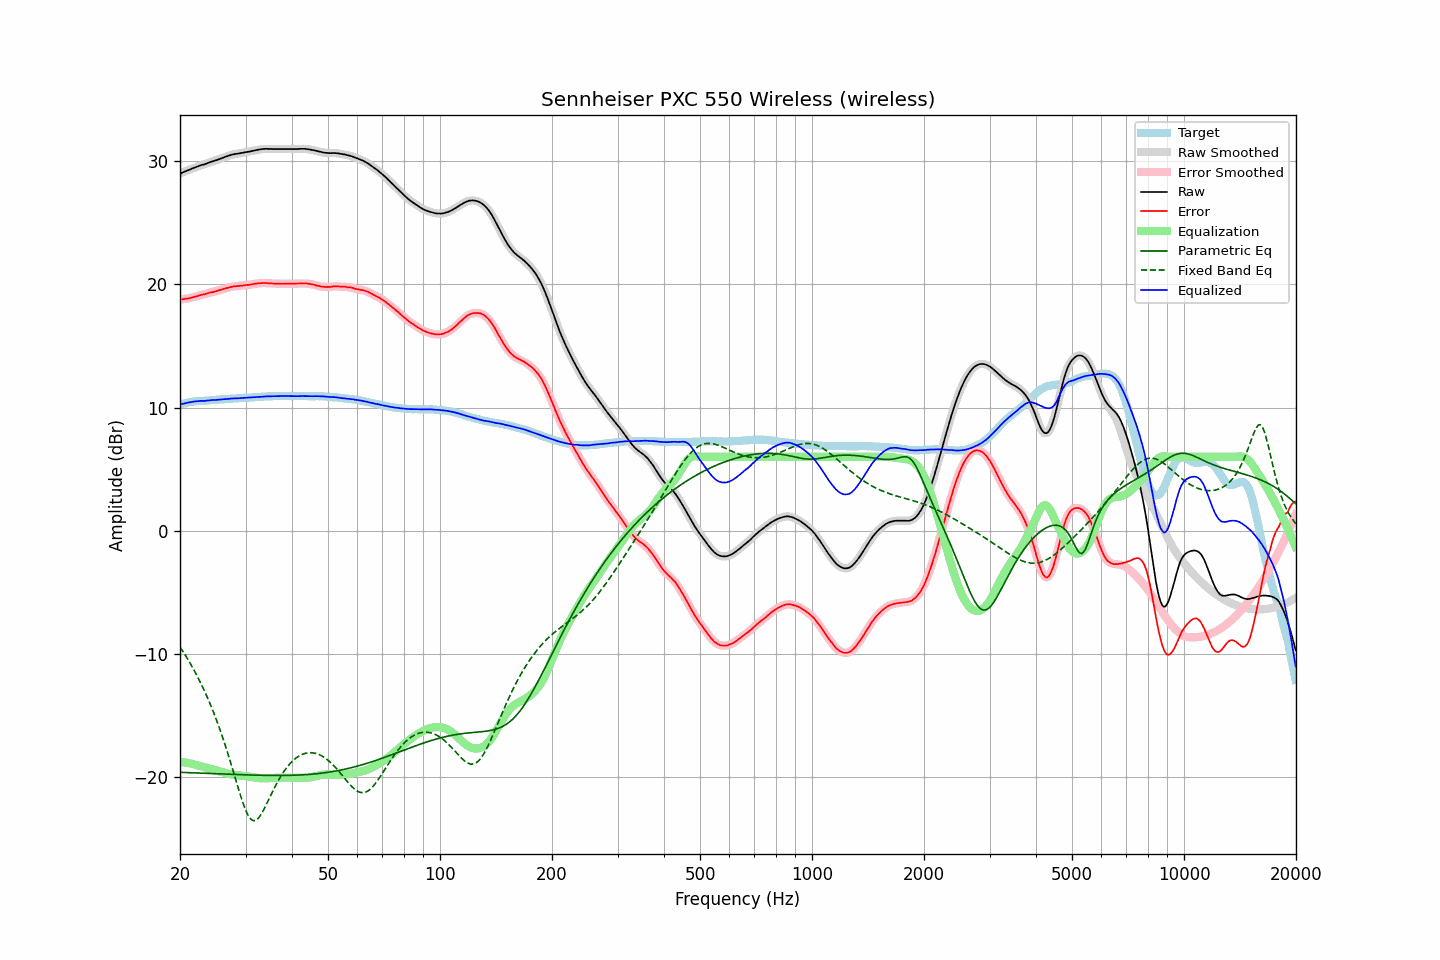 Sennheiser PXC 550 Wireless (wireless)
Amplitude (dBr)
30
20
10
0
−10
−20
Target
Raw Smoothed
Error Smoothed
Raw
Error
Equalization
Parametric Eq
Fixed Band Eq
Equalized
20 50 100 200 500 1000 2000 5000 10000 20000
Frequency (Hz)